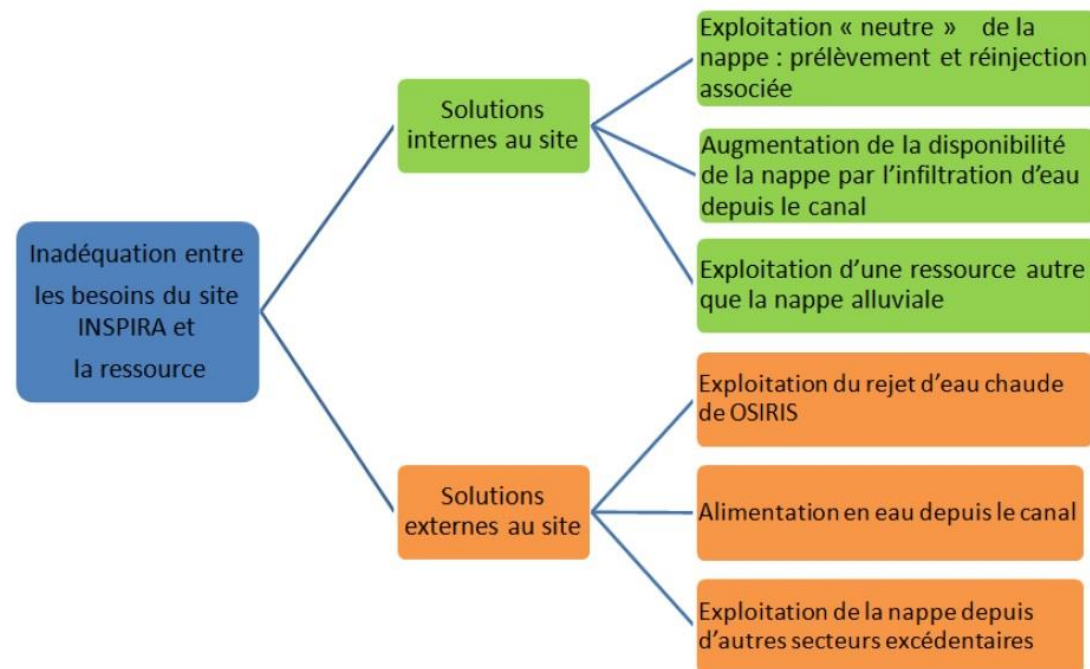 Inadéquation entre
les besoins du site
INSPIRA et
la ressource
Solutions
internes au site
Exploitation « neutre » de la
nappe : prélèvement et réinjection
associée
Augmentation de la disponibilité
de la nappe par l'infiltration d'eau
depuis le canal
Exploitation d'une ressource autre
que la nappe alluviale
Solutions
externes au site
Exploitation du rejet d'eau chaude
de OSIRIS
Alimentation en eau depuis le canal
Exploitation de la nappe depuis
d'autres secteurs excédentaires